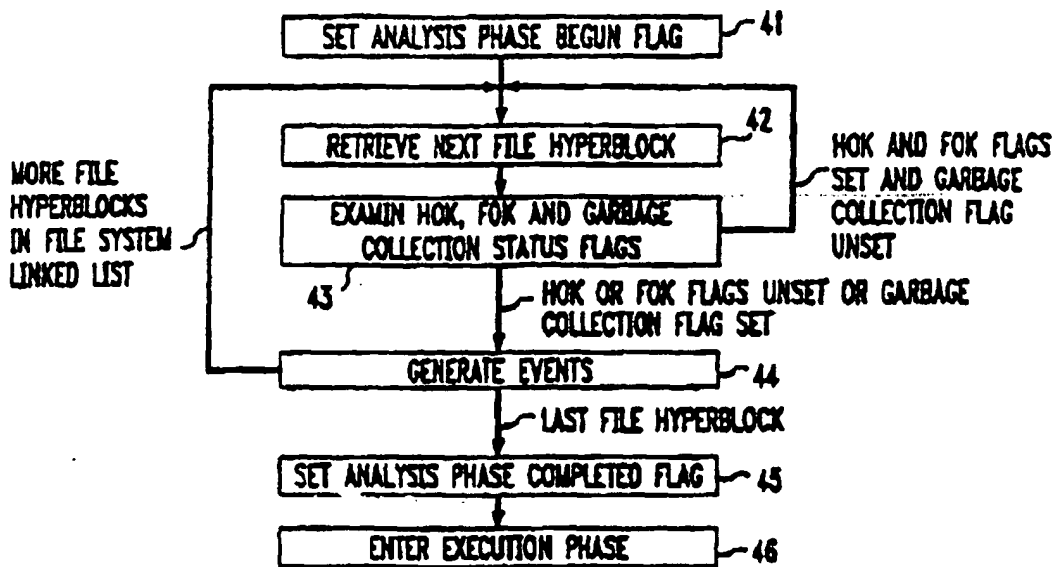 SET ANALYSIS PHASE BEGUN FLAG
41
RETRIEVE NEXT FILE HYPERBLOCK
42
MORE FILE
HYPERBLOCKS
IN FILE SYSTEM
LINKED LIST
HOK AND FOK FLAGS
SET AND GARBAGE
COLLECTION FLAG
UNSET
EXAMIN HOK, FOK AND GARBAGE
COLLECTION STATUS FLAGS
43
HOK OR FOK FLAGS UNSET OR GARBAGE
COLLECTION FLAG SET
GENERATE EVENTS
44
LAST FILE HYPERBLOCK
SET ANALYSIS PHASE COMPLETED FLAG
45
ENTER EXECUTION PHASE
46